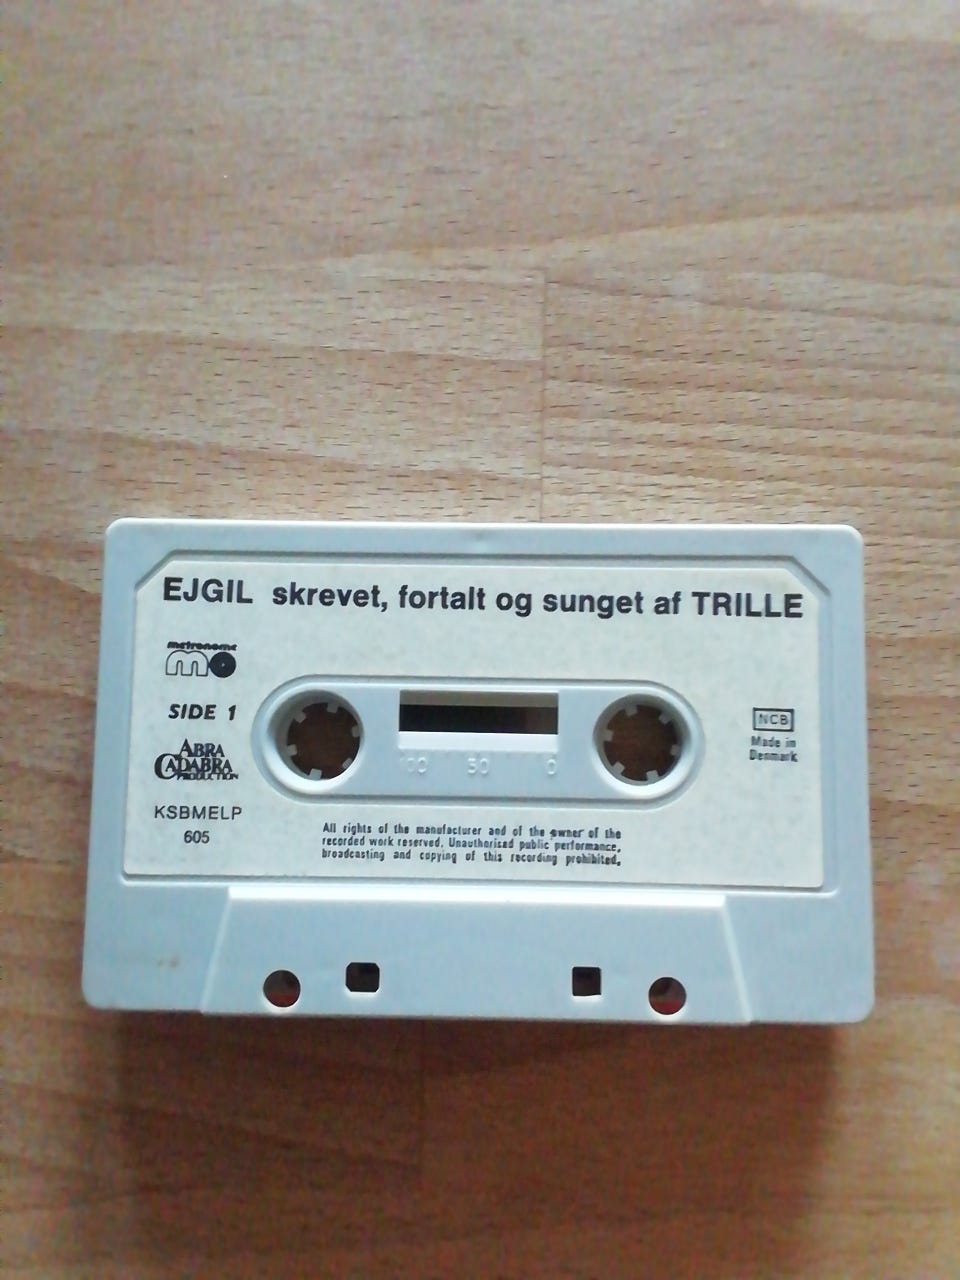 EJGIL skrevet, fortalt og sunget af TRILLE
metronome
mo
SIDE 1
ABRA
CADABRA
PRODUCTION
KSBMELP
605
100 50 0
NCB
Made in
Denmark
All rights of the manufacturer and of the owner of the
recorded work reserved. Unauthorised public performance,
broadcasting and copying of this recording prohibited.